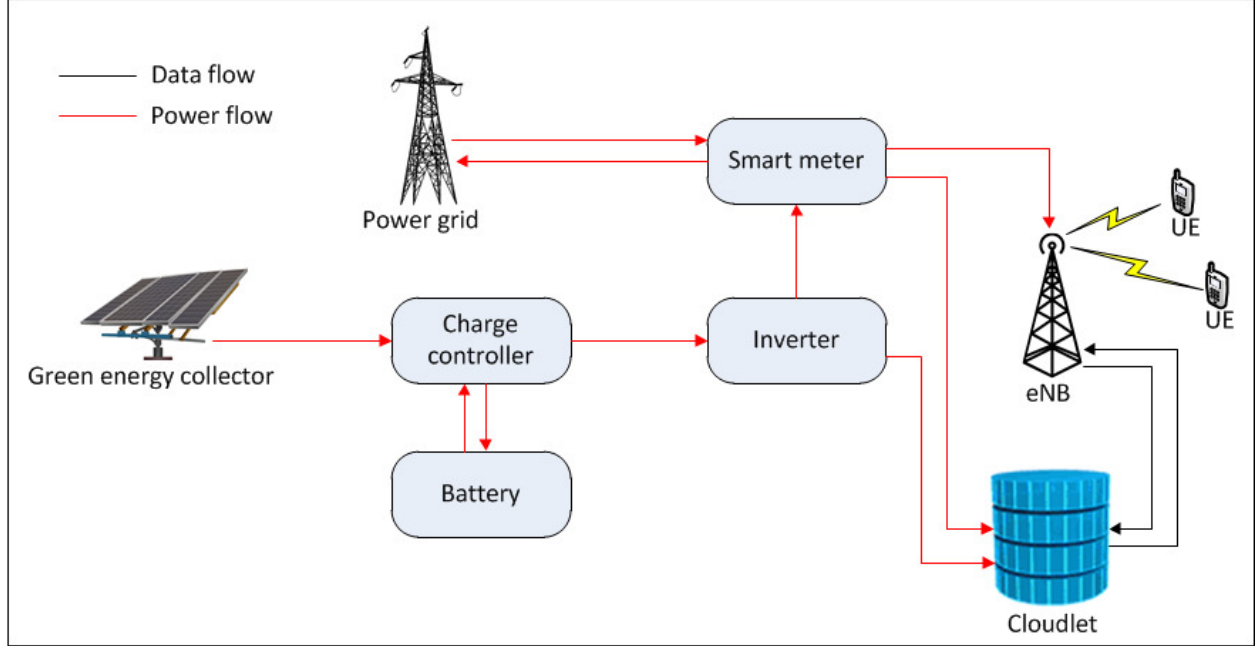 Data flow
Power flow
Power grid
Smart meter
UE
UE
Green energy collector
Charge
controller
Inverter
eNB
Battery
Cloudlet